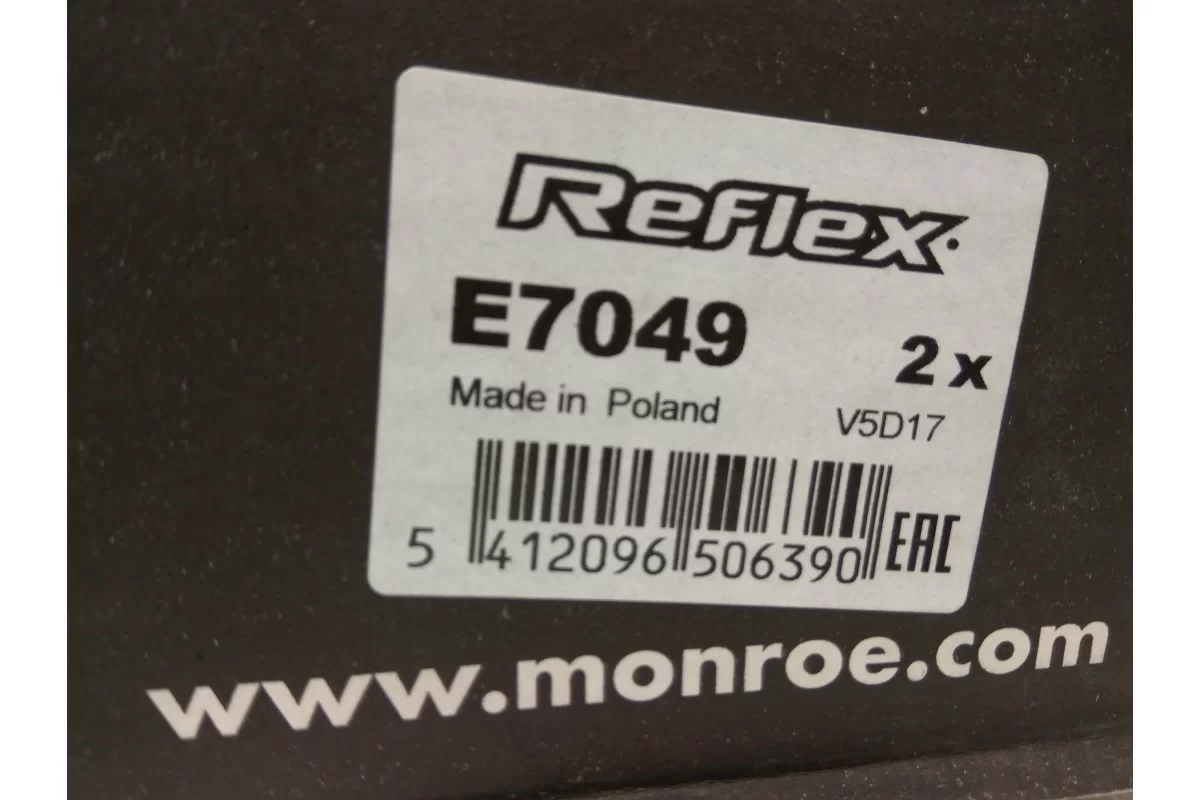 Reflex
E7049
2 x
Made in Poland
V5D17
5 412096 506390
EAC
www.monroe.com